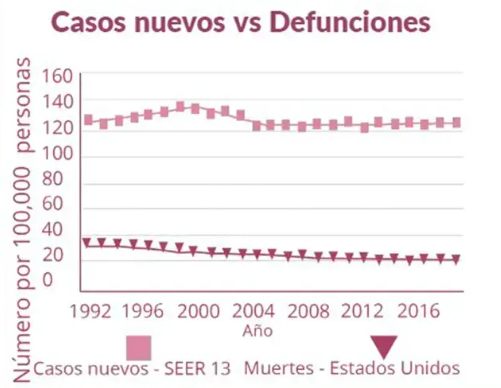 Casos nuevos vs Defunciones
Número por 100,000 personas
160
140
120
100
80
60
40
20
0
1992 1996 2000 2004 2008 2012 2016
Año
Casos nuevos - SEER 13 Muertes - Estados Unidos